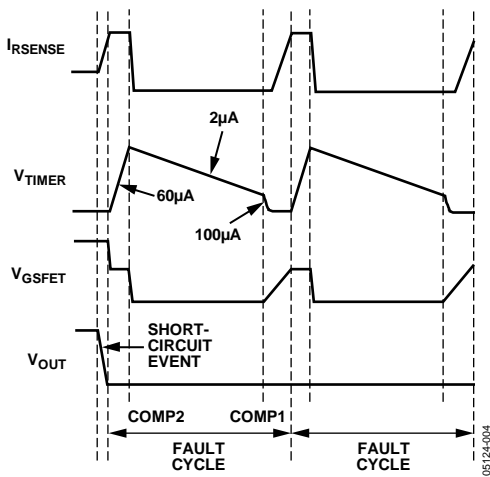 IRSENSE
2µA
VTIMER
60µA
100µA
VGSFET
SHORT-
CIRCUIT
EVENT
VOUT
COMP2 COMP1
FAULT
CYCLE
FAULT
CYCLE
05124-004